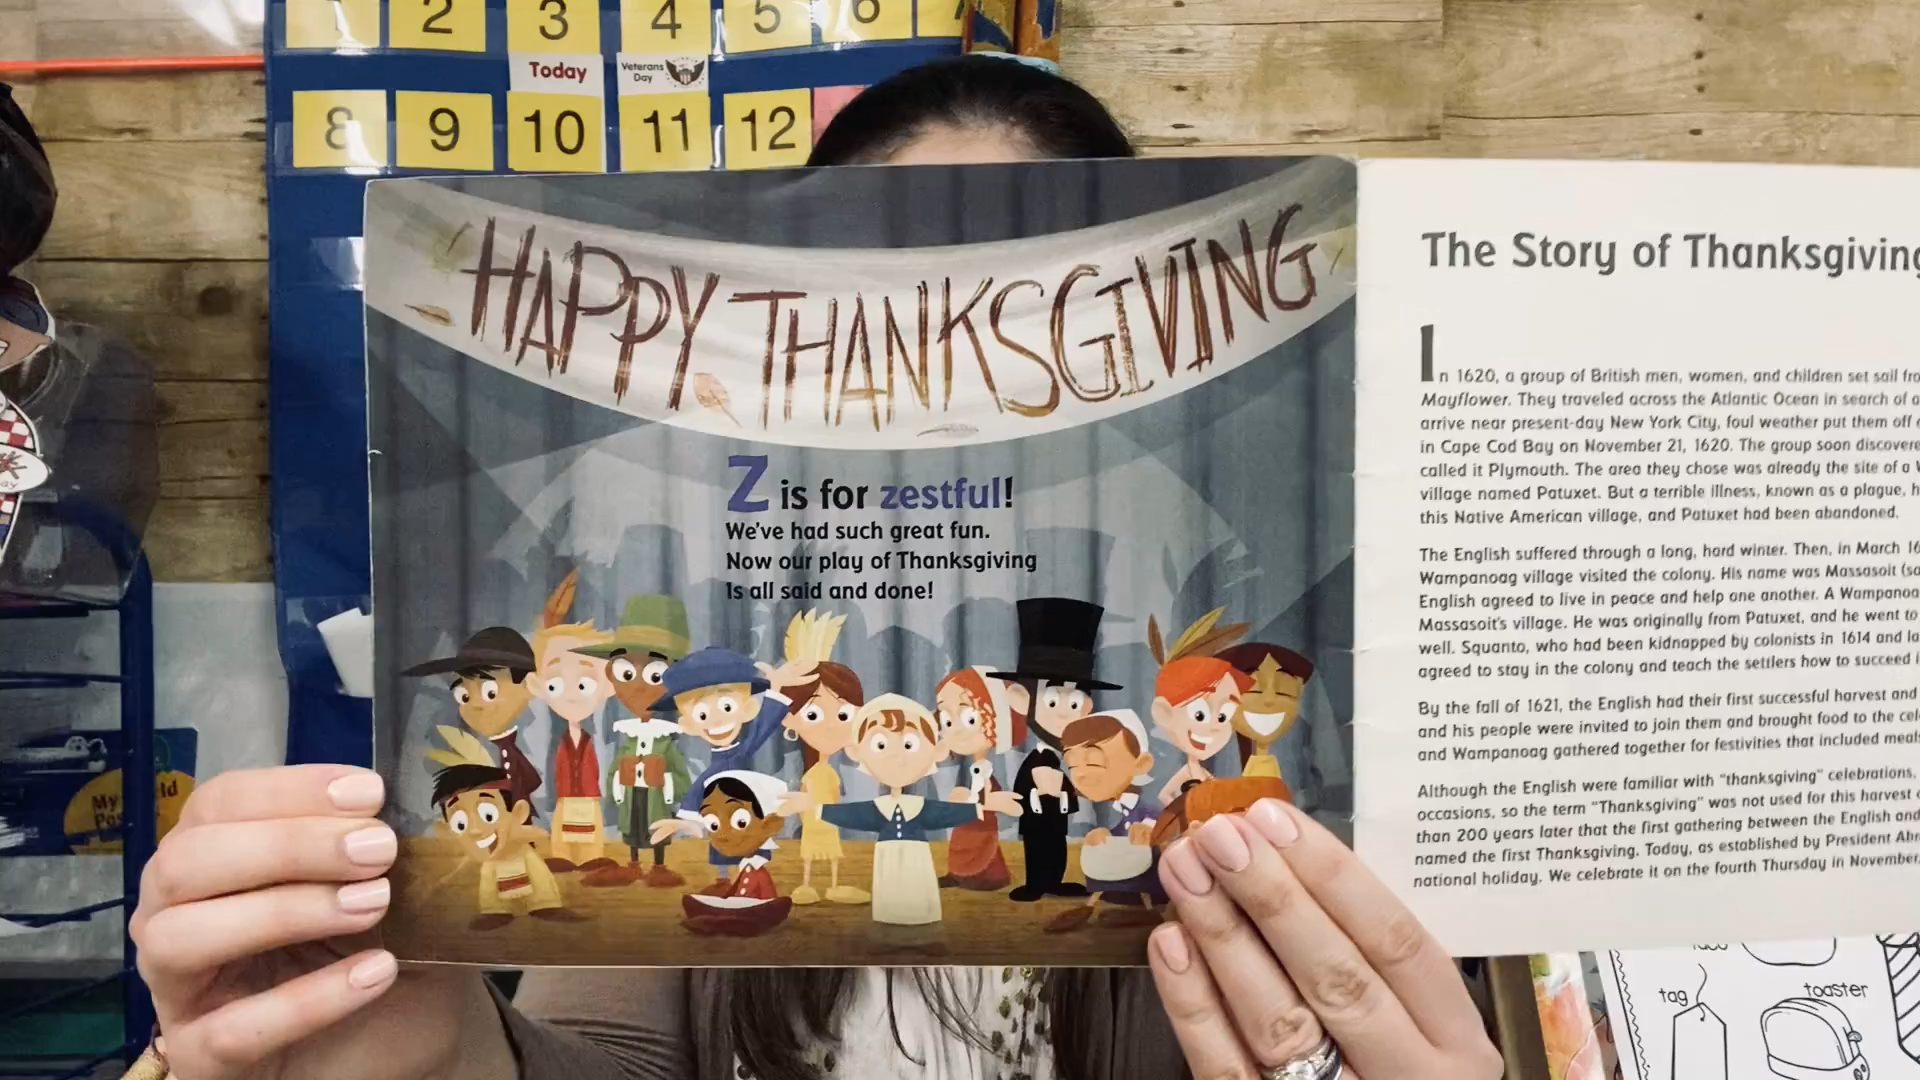 1 2 3 4 5 6 7
Today
Veterans
Day
8 9 10 11 12
HAPPY THANKSGIVING
Z is for zestful!
We've had such great fun.
Now our play of Thanksgiving
Is all said and done!
The Story of Thanksgiving
In 1620, a group of British men, women, and children set sail
Mayflower. They traveled across the Atlantic Ocean in search of a
arrive near present-day New York City, foul weather put them off
in Cape Cod Bay on November 21, 1620. The group soon
called it Plymouth. The area they chose was already the site of a
village named Patuxet. But a terrible illness, known as a plague,
this Native American village, and Patuxet had been abandoned.
The English suffered through a long, hard winter. Then, in March
Wampanoag village visited the colony. His name was Massasoit
English agreed to live in peace and help one another. A
Massasoit's village. He was originally from Patuxet, and he went to
well. Squanto, who had been kidnapped by colonists in 1614 and
agreed to stay in the colony and teach the settlers how to succeed
By the fall of 1621, the English had their first successful harvest and
and his people were invited to join them and brought food to the
and Wampanoag gathered together for festivities that included
Although the English were familiar with "thanksgiving" celebrations,
occasions, so the term "Thanksgiving" was not used for this harvest
than 200 years later that the first gathering between the English and
named the first Thanksgiving. Today, as established by President
national holiday. We celebrate it on the fourth Thursday in November,
My
tag
toaster